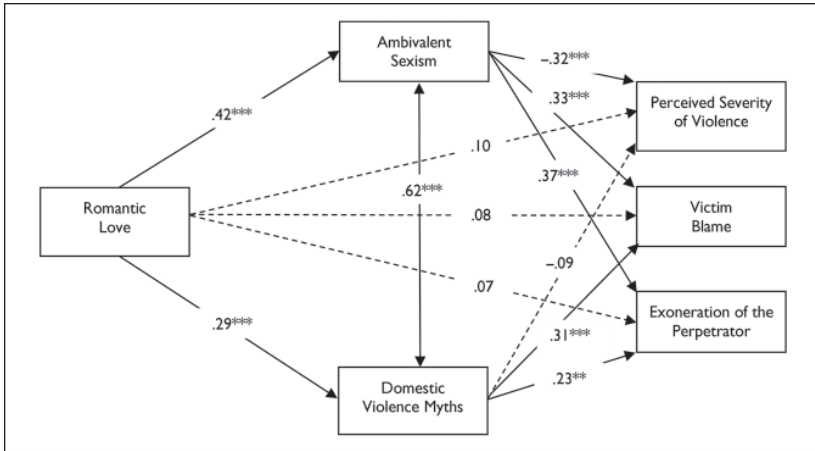 Ambivalent
Sexism
–.32***
.33***
Perceived Severity
of Violence
.42***
.10
.37***
.62***
Romantic
Love
.08
Victim
Blame
–.09
.07
Exoneration of the
Perpetrator
.29***
.31***
.23**
Domestic
Violence Myths